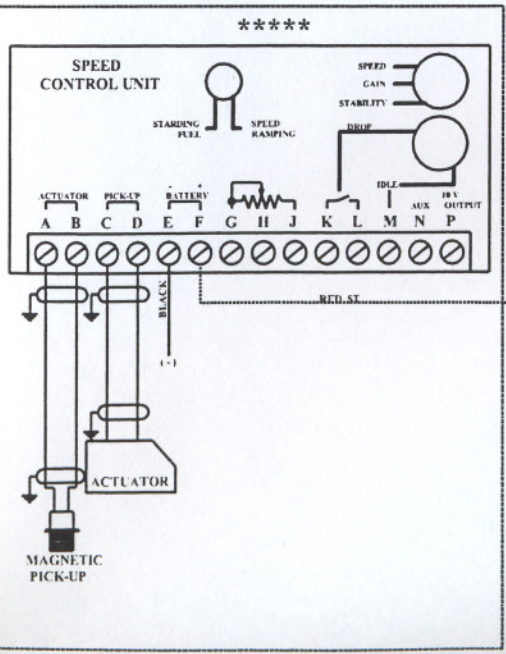 *****
SPEED
CONTROL UNIT
SPEED
GAIN
STABILITY
STARDING
FUEL
SPEED
RAMPING
DROP
IDLE
ACTUATOR
PICK-UP
- +
BATTERY
AUX
10 V
OUTPUT
A B C D E F G H J K L M N P
RED ST.
BLACK
(-)
ACTUATOR
MAGNETIC
PICK-UP